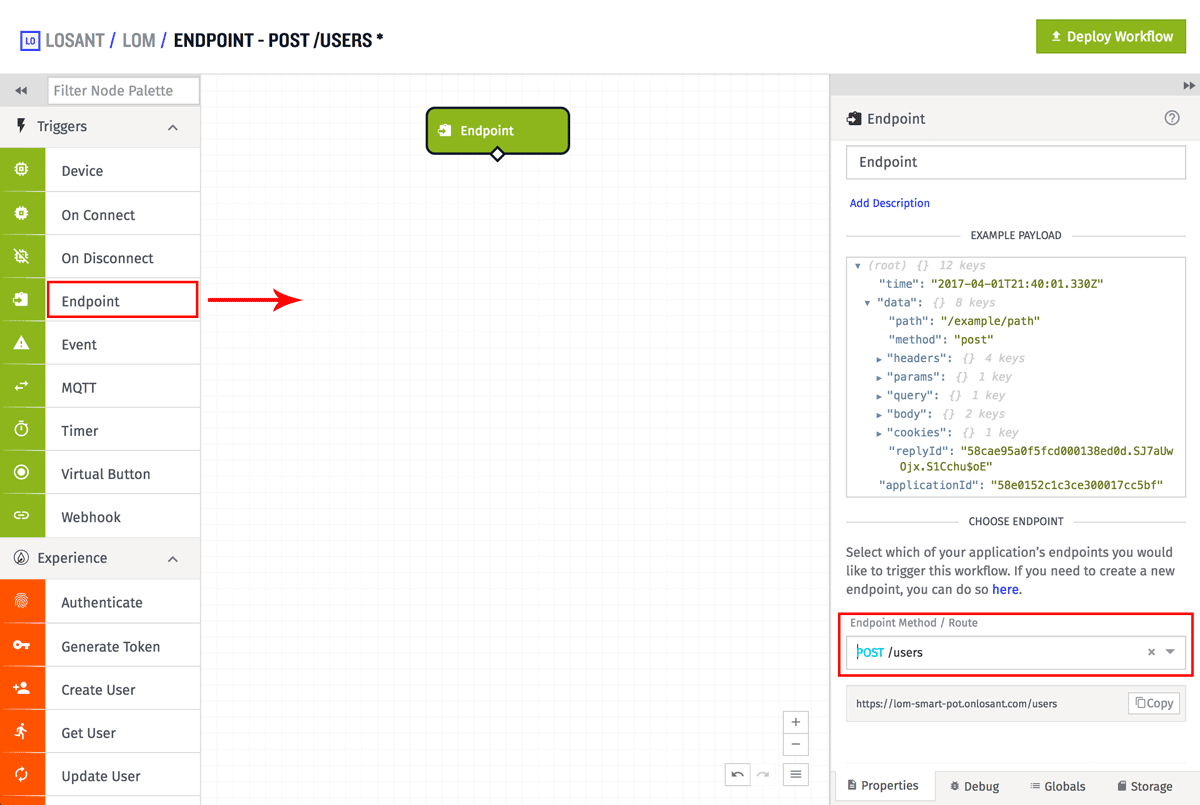 LO LOSANT / LOM / ENDPOINT - POST /USERS *
Deploy Workflow
Filter Node Palette
Triggers
Device
On Connect
On Disconnect
Endpoint
Event
MQTT
Timer
Virtual Button
Webhook
Experience
Authenticate
Generate Token
Create User
Get User
Update User
Endpoint
Endpoint
Endpoint
Add Description
EXAMPLE PAYLOAD
(root) {} 12 keys
"time": "2017-04-01T21:40:01.330Z"
"data": {} 8 keys
"path": "/example/path"
"method": "post"
"headers": {} 4 keys
"params": {} 1 key
"query": {} 1 key
"body": {} 2 keys
"cookies": {} 1 key
"replyId": "58cae95a0f5fcd000138ed0d.SJ7aUw
Ojx.S1Cchu$oE"
"applicationId": "58e0152c1c3ce300017cc5bf"
CHOOSE ENDPOINT
Select which of your application's endpoints you would
like to trigger this workflow. If you need to create a new
endpoint, you can do so here.
Endpoint Method / Route
POST /users
https://lom-smart-pot.onlosant.com/users
Copy
Properties
Debug
Globals
Storage